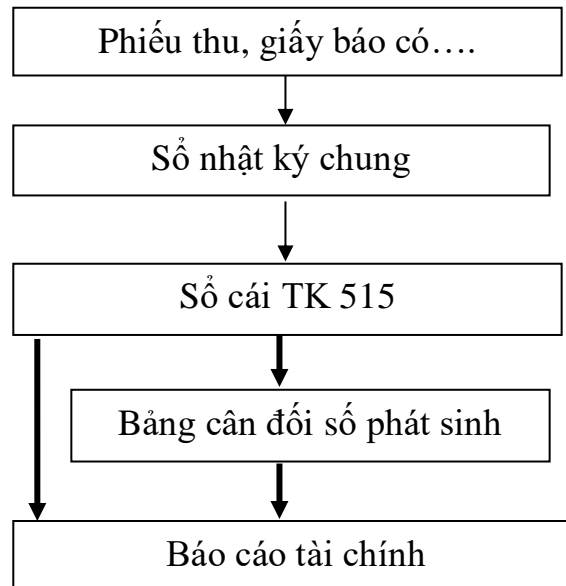 Phiếu thu, giấy báo có….
Sổ nhật ký chung
Sổ cái TK 515
Bảng cân đối số phát sinh
Báo cáo tài chính